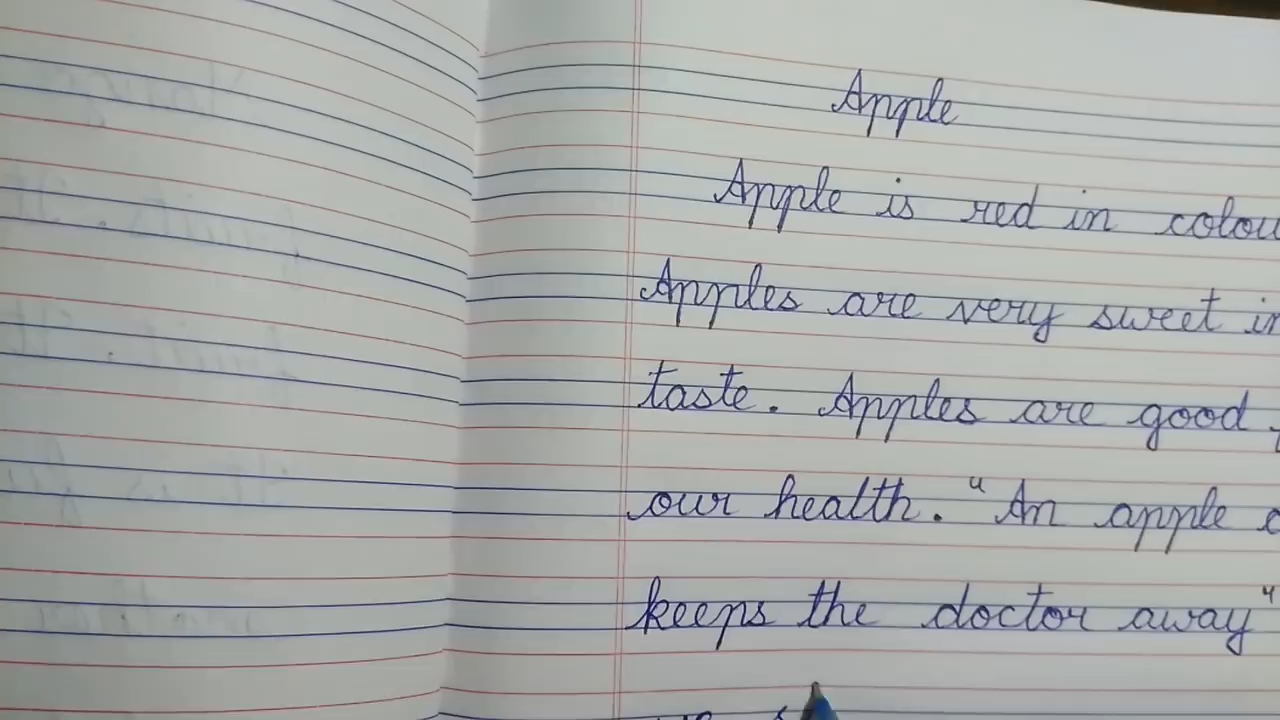 Apple
Apple is red in colou
Apples are very sweet in
taste. Apples are good
our health. "An apple
keeps the doctor away"